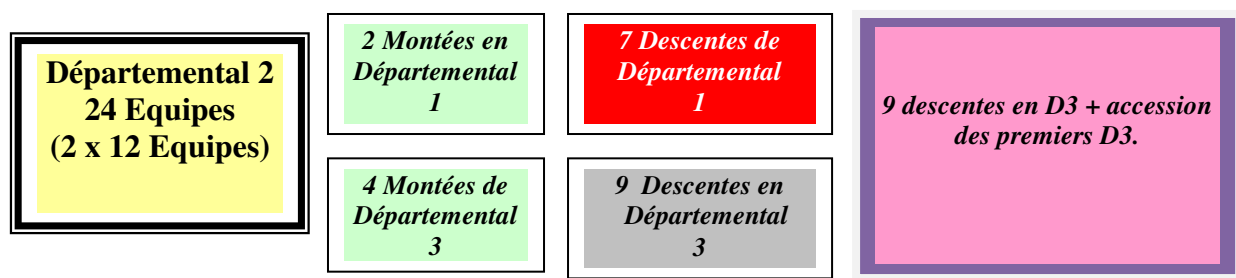 Départemental 2
24 Equipes
(2 x 12 Equipes)
2 Montées en
Départemental
1
7 Descentes de
Départemental
1
9 descentes en D3 + accession
des premiers D3.
4 Montées de
Départemental
3
9 Descentes en
Départemental
3